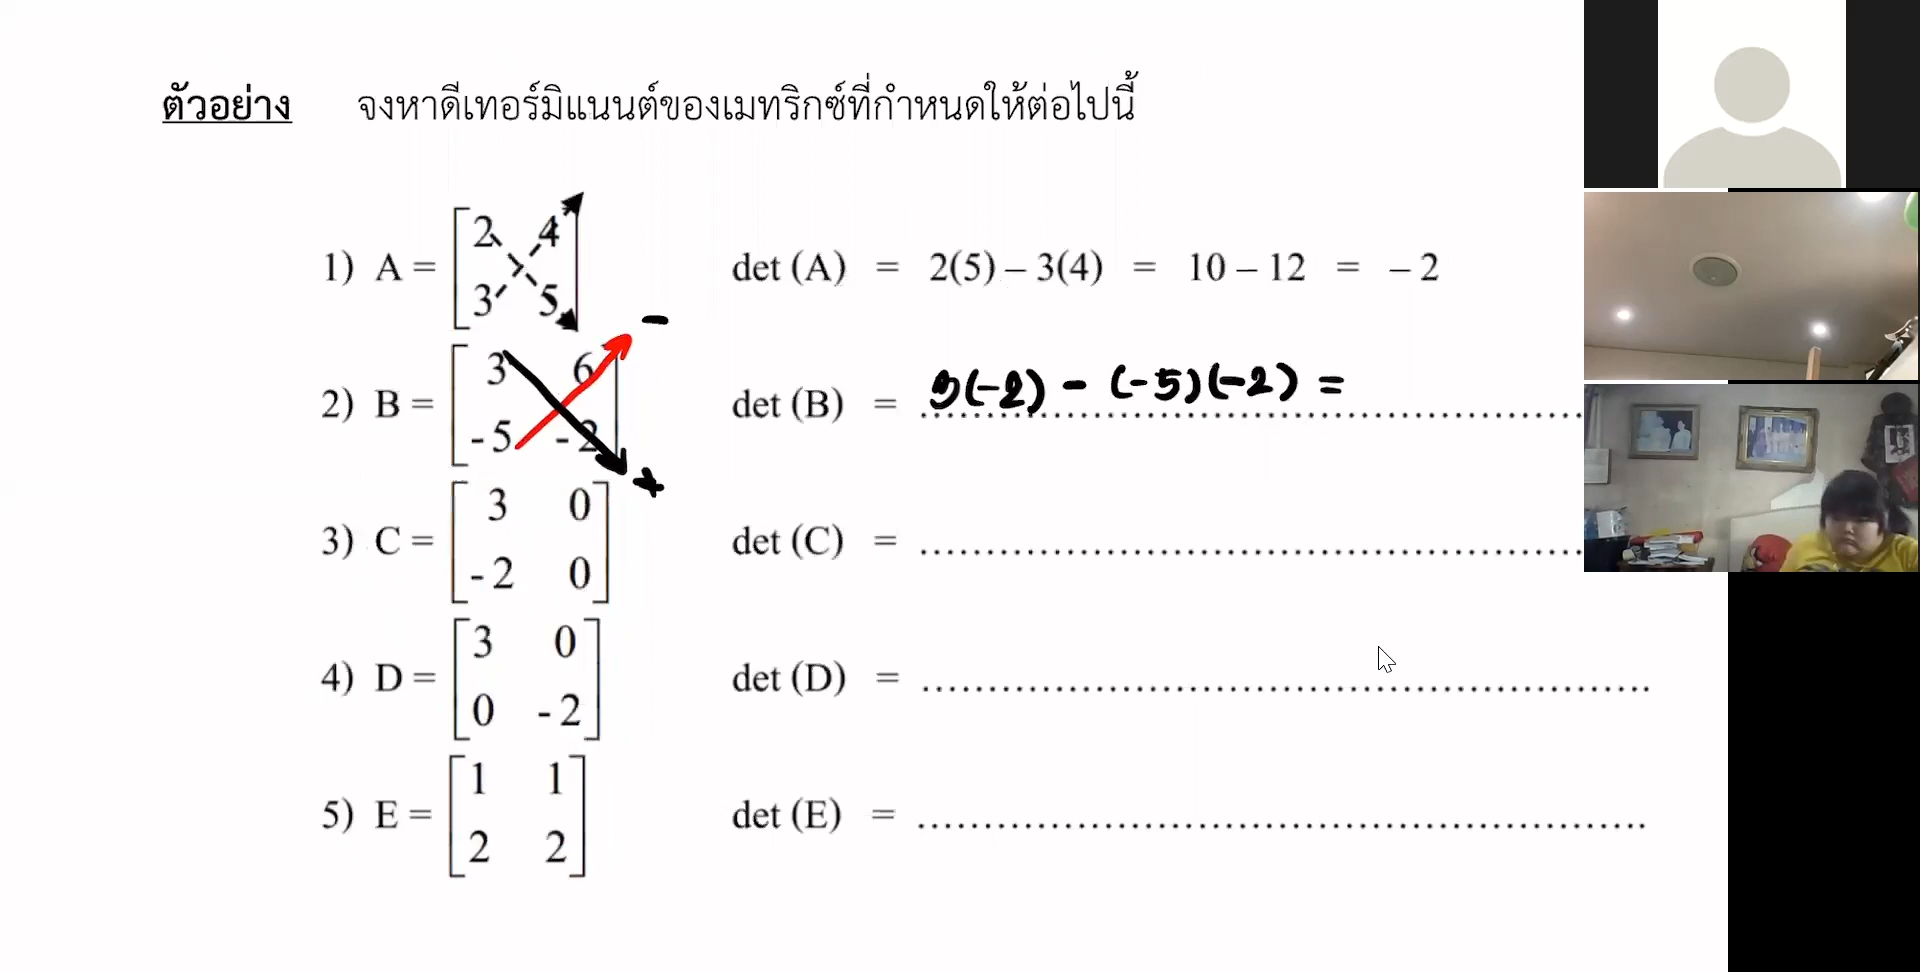 ตัวอย่าง จงหาดีเทอร์มิแนนต์ของเมทริกซ์ที่กำหนดให้ต่อไปนี้
1) A = [2 4
3 5] det (A) = 2(5) – 3(4) = 10 – 12 = – 2
-
2) B = [3 6
-5 -2] det (B) = 3(-2) - (-5)(-2) =
+
3) C = [3 0
-2 0] det (C) = ........................................................
4) D = [3 0
0 -2] det (D) = ........................................................
5) E = [1 1
2 2] det (E) = ........................................................